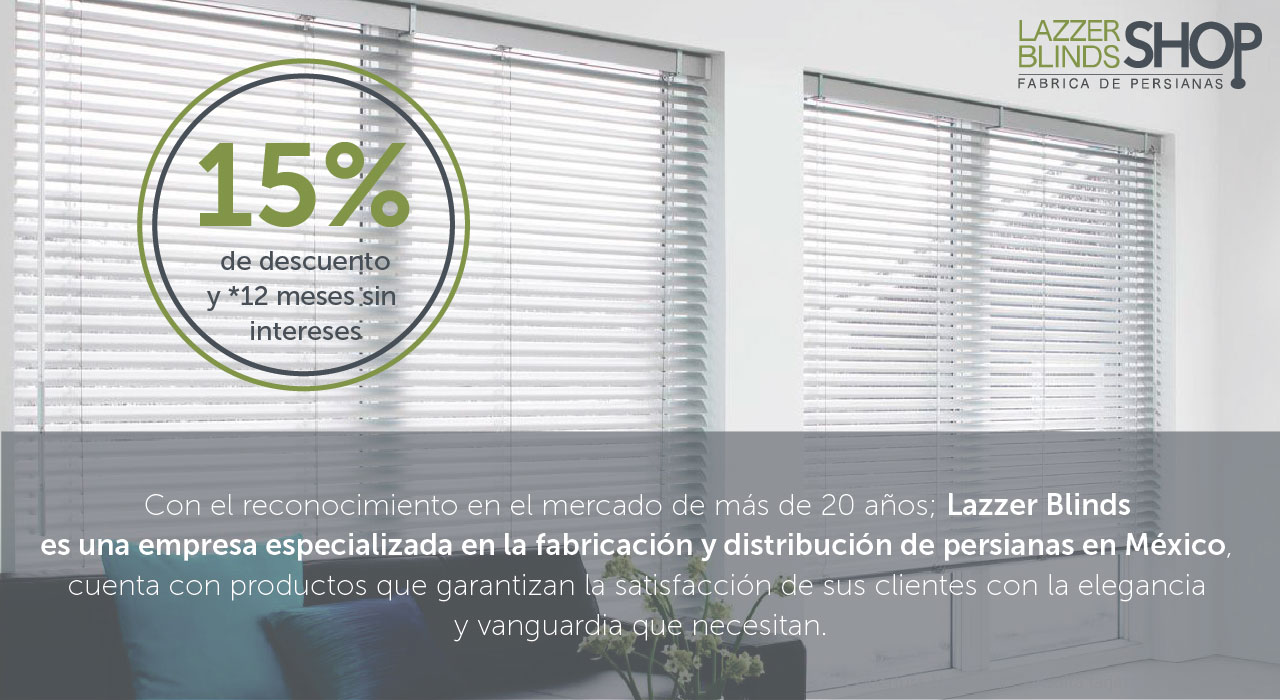 LAZZER
BLINDS SHOP
FABRICA DE PERSIANAS
15%
de descuento
y *12 meses sin
intereses
Con el reconocimiento en el mercado de más de 20 años; Lazzer Blinds
es una empresa especializada en la fabricación y distribución de persianas en México,
cuenta con productos que garantizan la satisfacción de sus clientes con la elegancia
y vanguardia que necesitan.